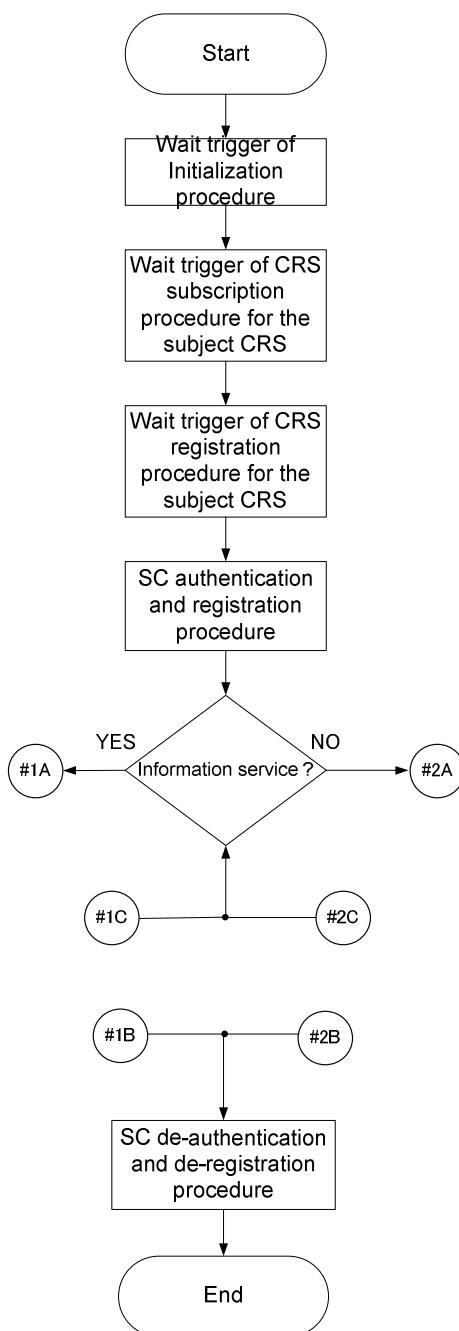 Start
Wait trigger of
Initialization
procedure
Wait trigger of CRS
subscription
procedure for the
subject CRS
Wait trigger of CRS
registration
procedure for the
subject CRS
SC authentication
and registration
procedure
YES
NO
#1A
Information service？
#2A
#1C
#2C
#1B
#2B
SC de-authentication
and de-registration
procedure
End